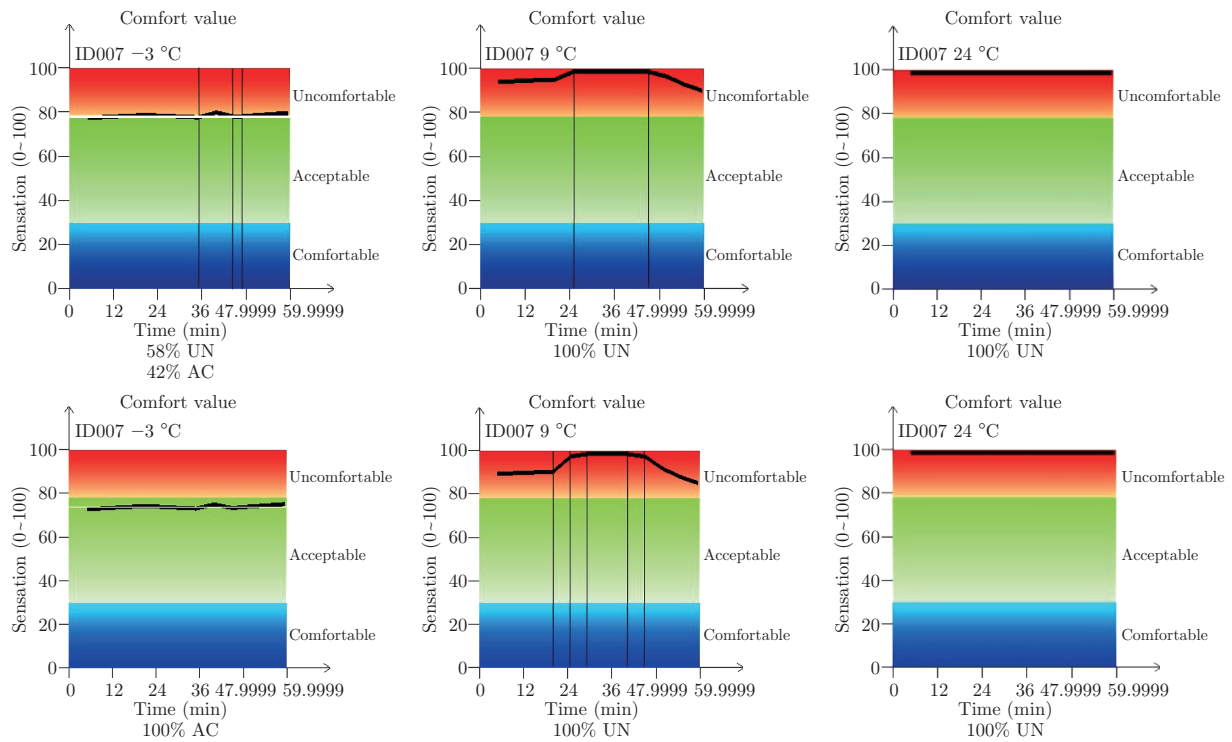 Comfort value
ID007 −3 °C
100
80
60
40
20
0
Sensation (0~100)
Uncomfortable
Acceptable
Comfortable
0 12 24 36 47.9999 59.9999
Time (min)
58% UN
42% AC
Comfort value
ID007 9 °C
100
80
60
40
20
0
Sensation (0~100)
Uncomfortable
Acceptable
Comfortable
0 12 24 36 47.9999 59.9999
Time (min)
100% UN
Comfort value
ID007 24 °C
100
80
60
40
20
0
Sensation (0~100)
Uncomfortable
Acceptable
Comfortable
0 12 24 36 47.9999 59.9999
Time (min)
100% UN
Comfort value
ID007 −3 °C
100
80
60
40
20
0
Sensation (0~100)
Uncomfortable
Acceptable
Comfortable
0 12 24 36 47.9999 59.9999
Time (min)
100% AC
Comfort value
ID007 9 °C
100
80
60
40
20
0
Sensation (0~100)
Uncomfortable
Acceptable
Comfortable
0 12 24 36 47.9999 59.9999
Time (min)
100% UN
Comfort value
ID007 24 °C
100
80
60
40
20
0
Sensation (0~100)
Uncomfortable
Acceptable
Comfortable
0 12 24 36 47.9999 59.9999
Time (min)
100% UN